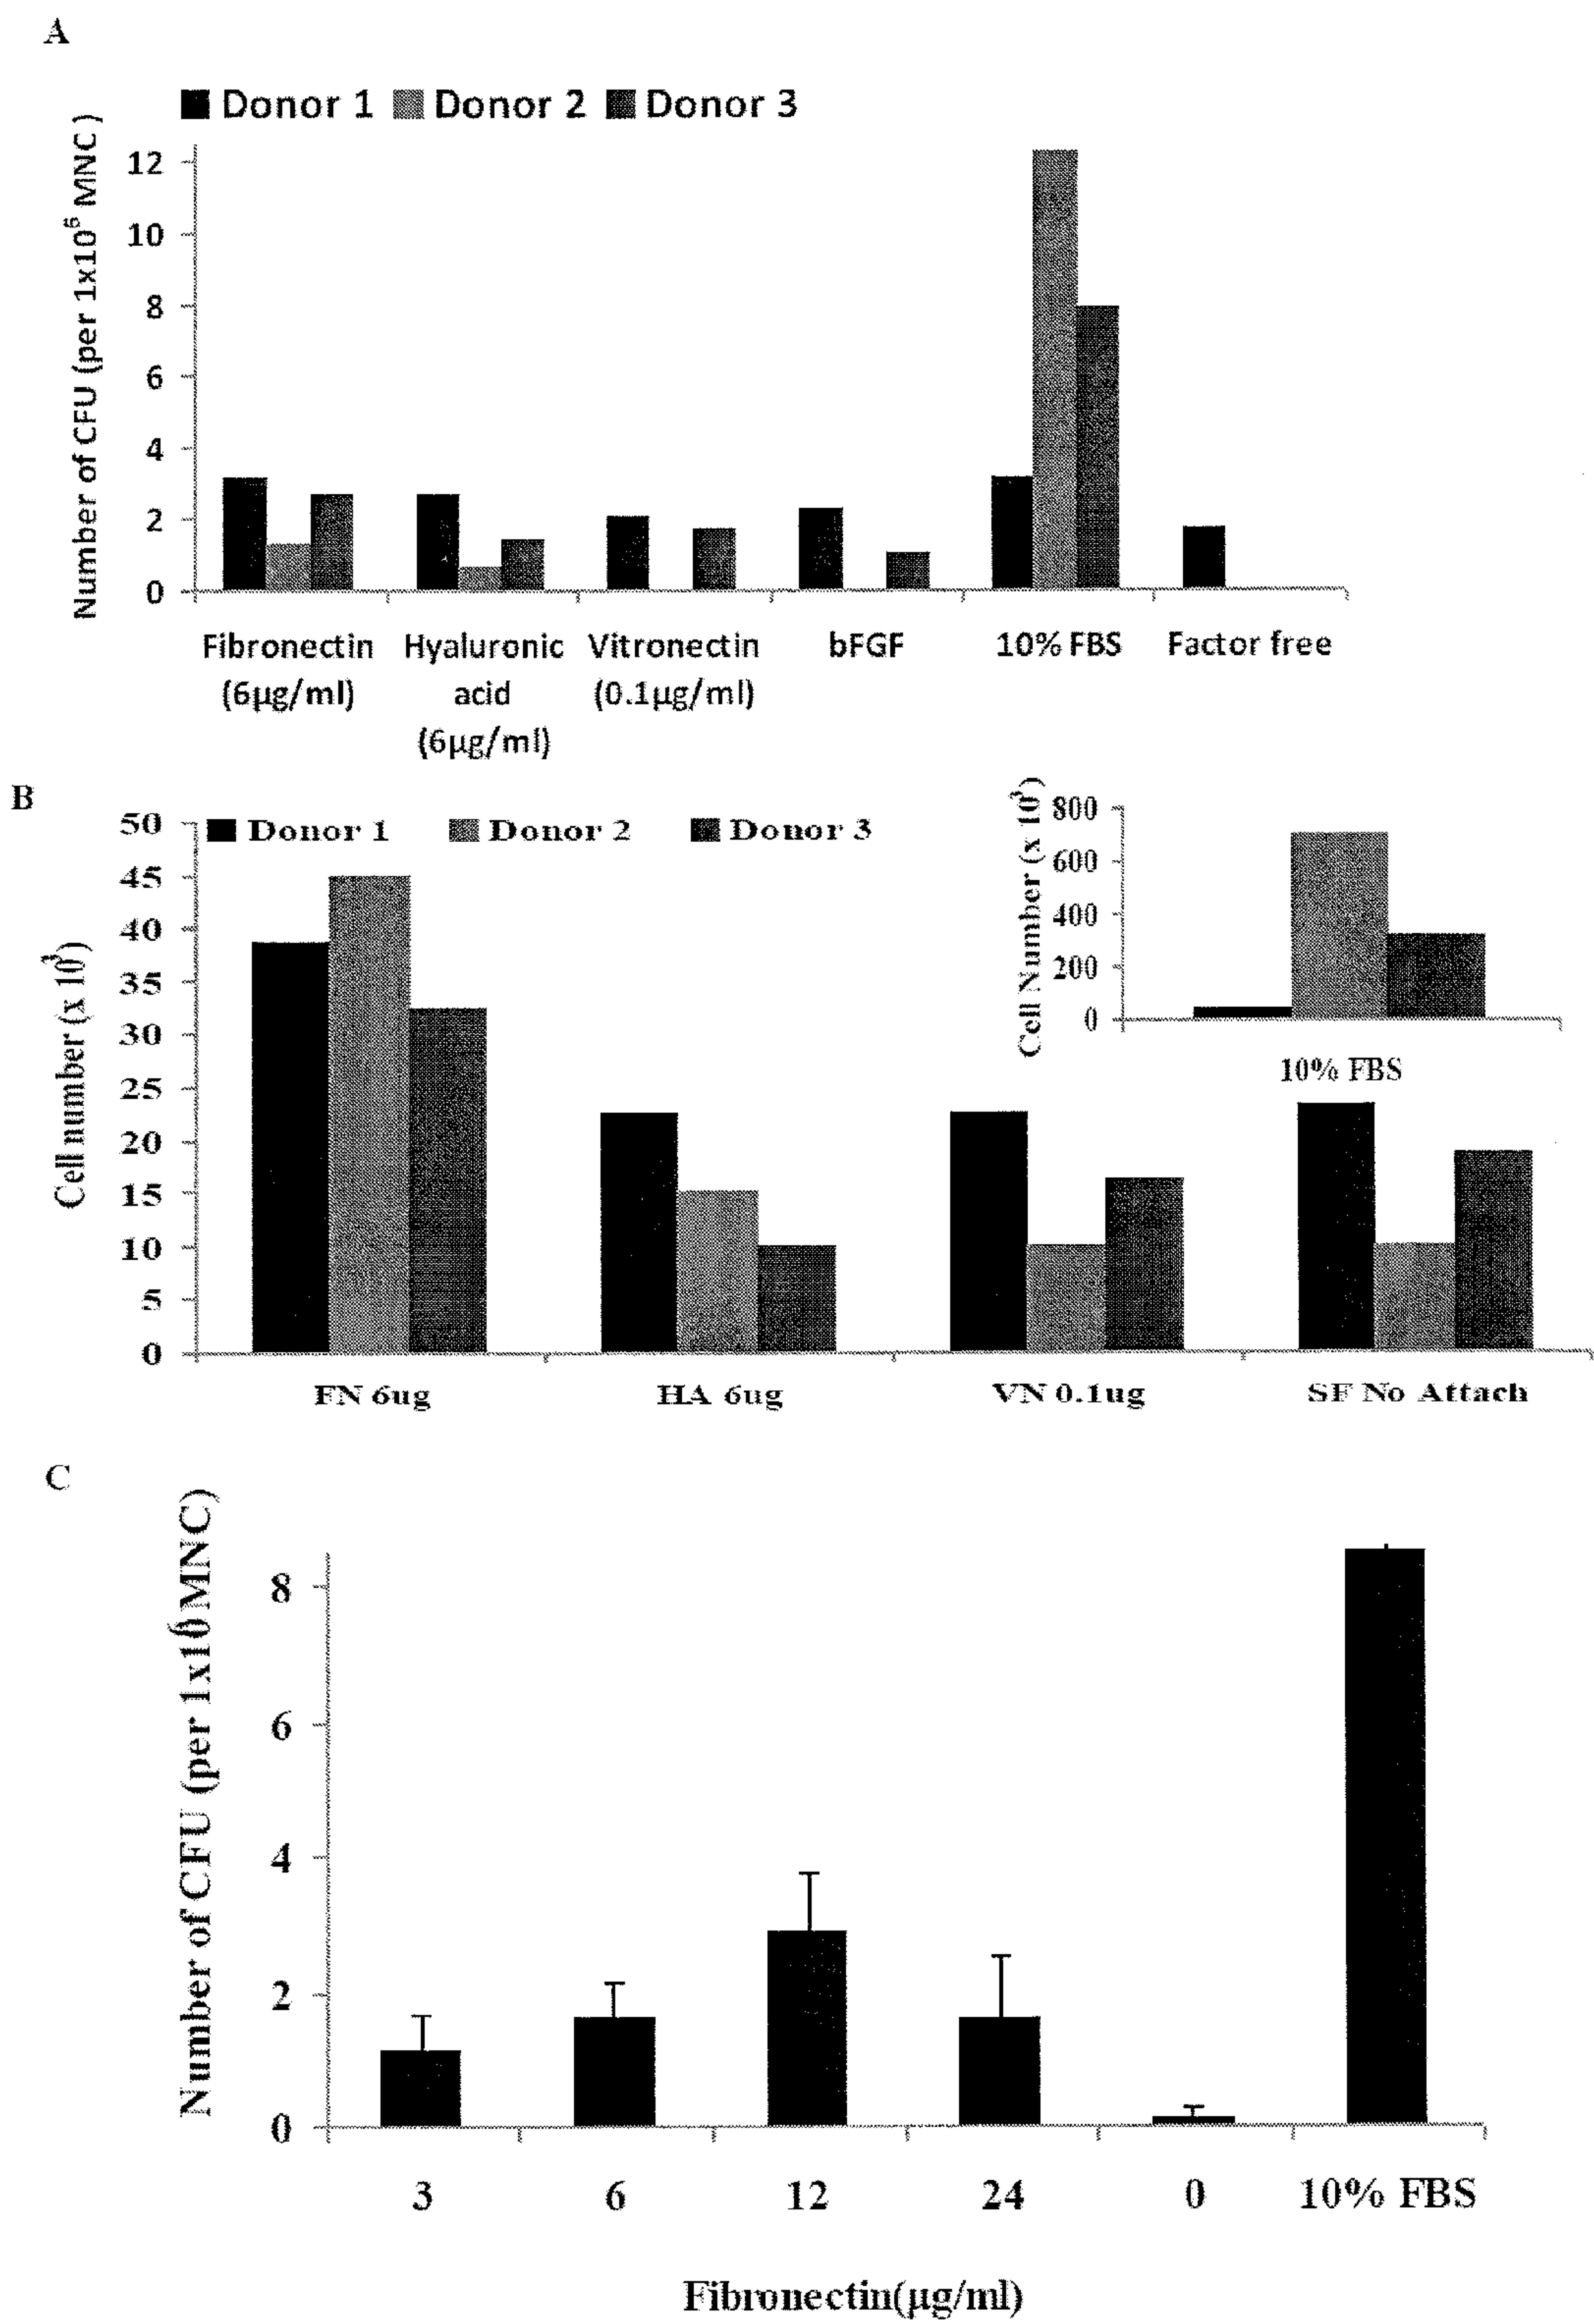 A
Donor 1 Donor 2 Donor 3
Number of CFU (per 1x10⁶ MNC )
12
10
8
6
4
2
0
Fibronectin (6µg/ml)
Hyaluronic acid (6µg/ml)
Vitronectin (0.1µg/ml)
bFGF
10% FBS
Factor free
B
Donor 1 Donor 2 Donor 3
Cell number (x 10³)
50
45
40
35
30
25
20
15
10
5
0
FN 6ug
HA 6ug
VN 0.1ug
SF No Attach
Cell Number (x 10³)
800
600
400
200
0
10% FBS
C
Number of CFU (per 1x10⁶MNC)
8
6
4
2
0
3 6 12 24 0 10% FBS
Fibronectin(µg/ml)